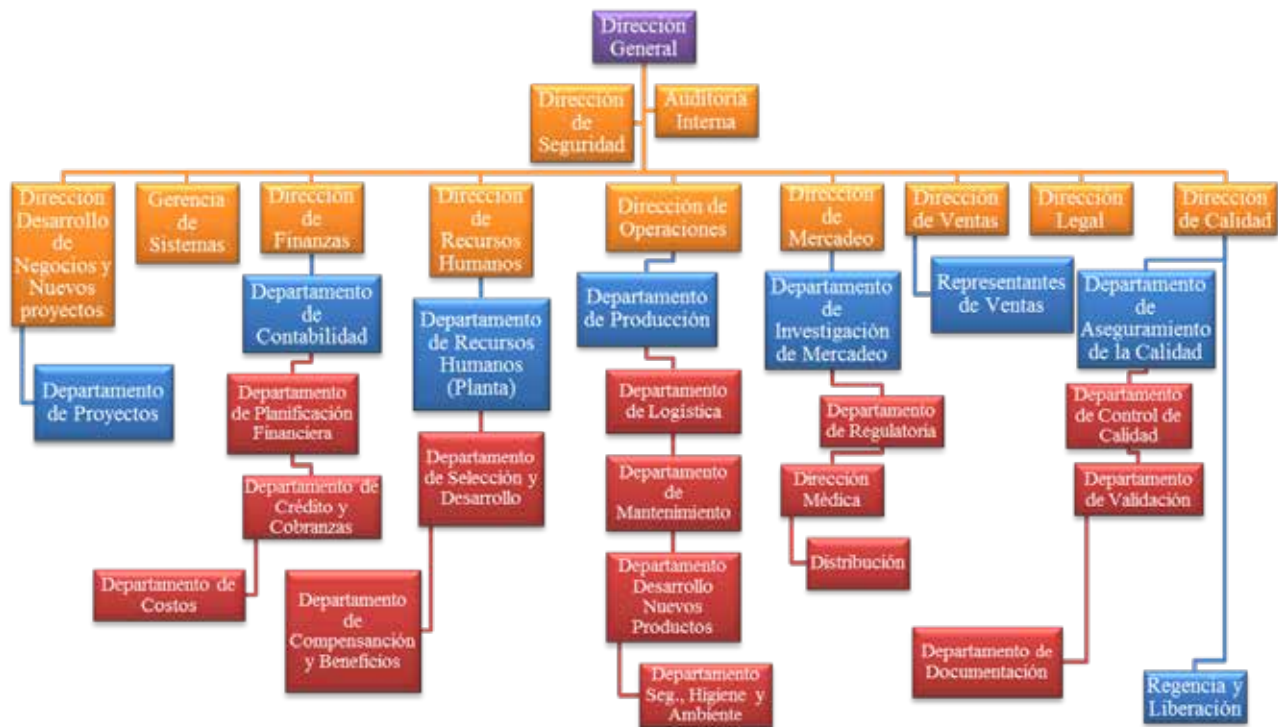 Dirección
General
Dirección
de
Seguridad
Auditoría
Interna
Dirección
Desarrollo
de
Negocios y
Nuevos
proyectos
Gerencia
de
Sistemas
Dirección
de
Finanzas
Dirección
de
Recursos
Humanos
Dirección de
Operaciones
Dirección
de
Mercadeo
Dirección
de Ventas
Dirección
Legal
Dirección
de Calidad
Departamento
de Proyectos
Departamento
de
Contabilidad
Departamento
de Planificación
Financiera
Departamento de
Crédito y
Cobranzas
Departamento de
Costos
Departamento
de Recursos
Humanos
(Planta)
Departamento
de Selección y
Desarrollo
Departamento
de
Compensanción
y Beneficios
Departamento
de Producción
Departamento
de Logística
Departamento
de
Mantenimiento
Departamento
Desarrollo
Nuevos
Productos
Departamento
Seg., Higiene y
Ambiente
Departamento
de
Investigación
de Mercadeo
Departamento
de Regulatoria
Dirección
Médica
Distribución
Representantes
de Ventas
Departamento
de
Aseguramiento
de la Calidad
Departamento
de Control de
Calidad
Departamento
de Validación
Departamento de
Documentación
Regencia y
Liberación